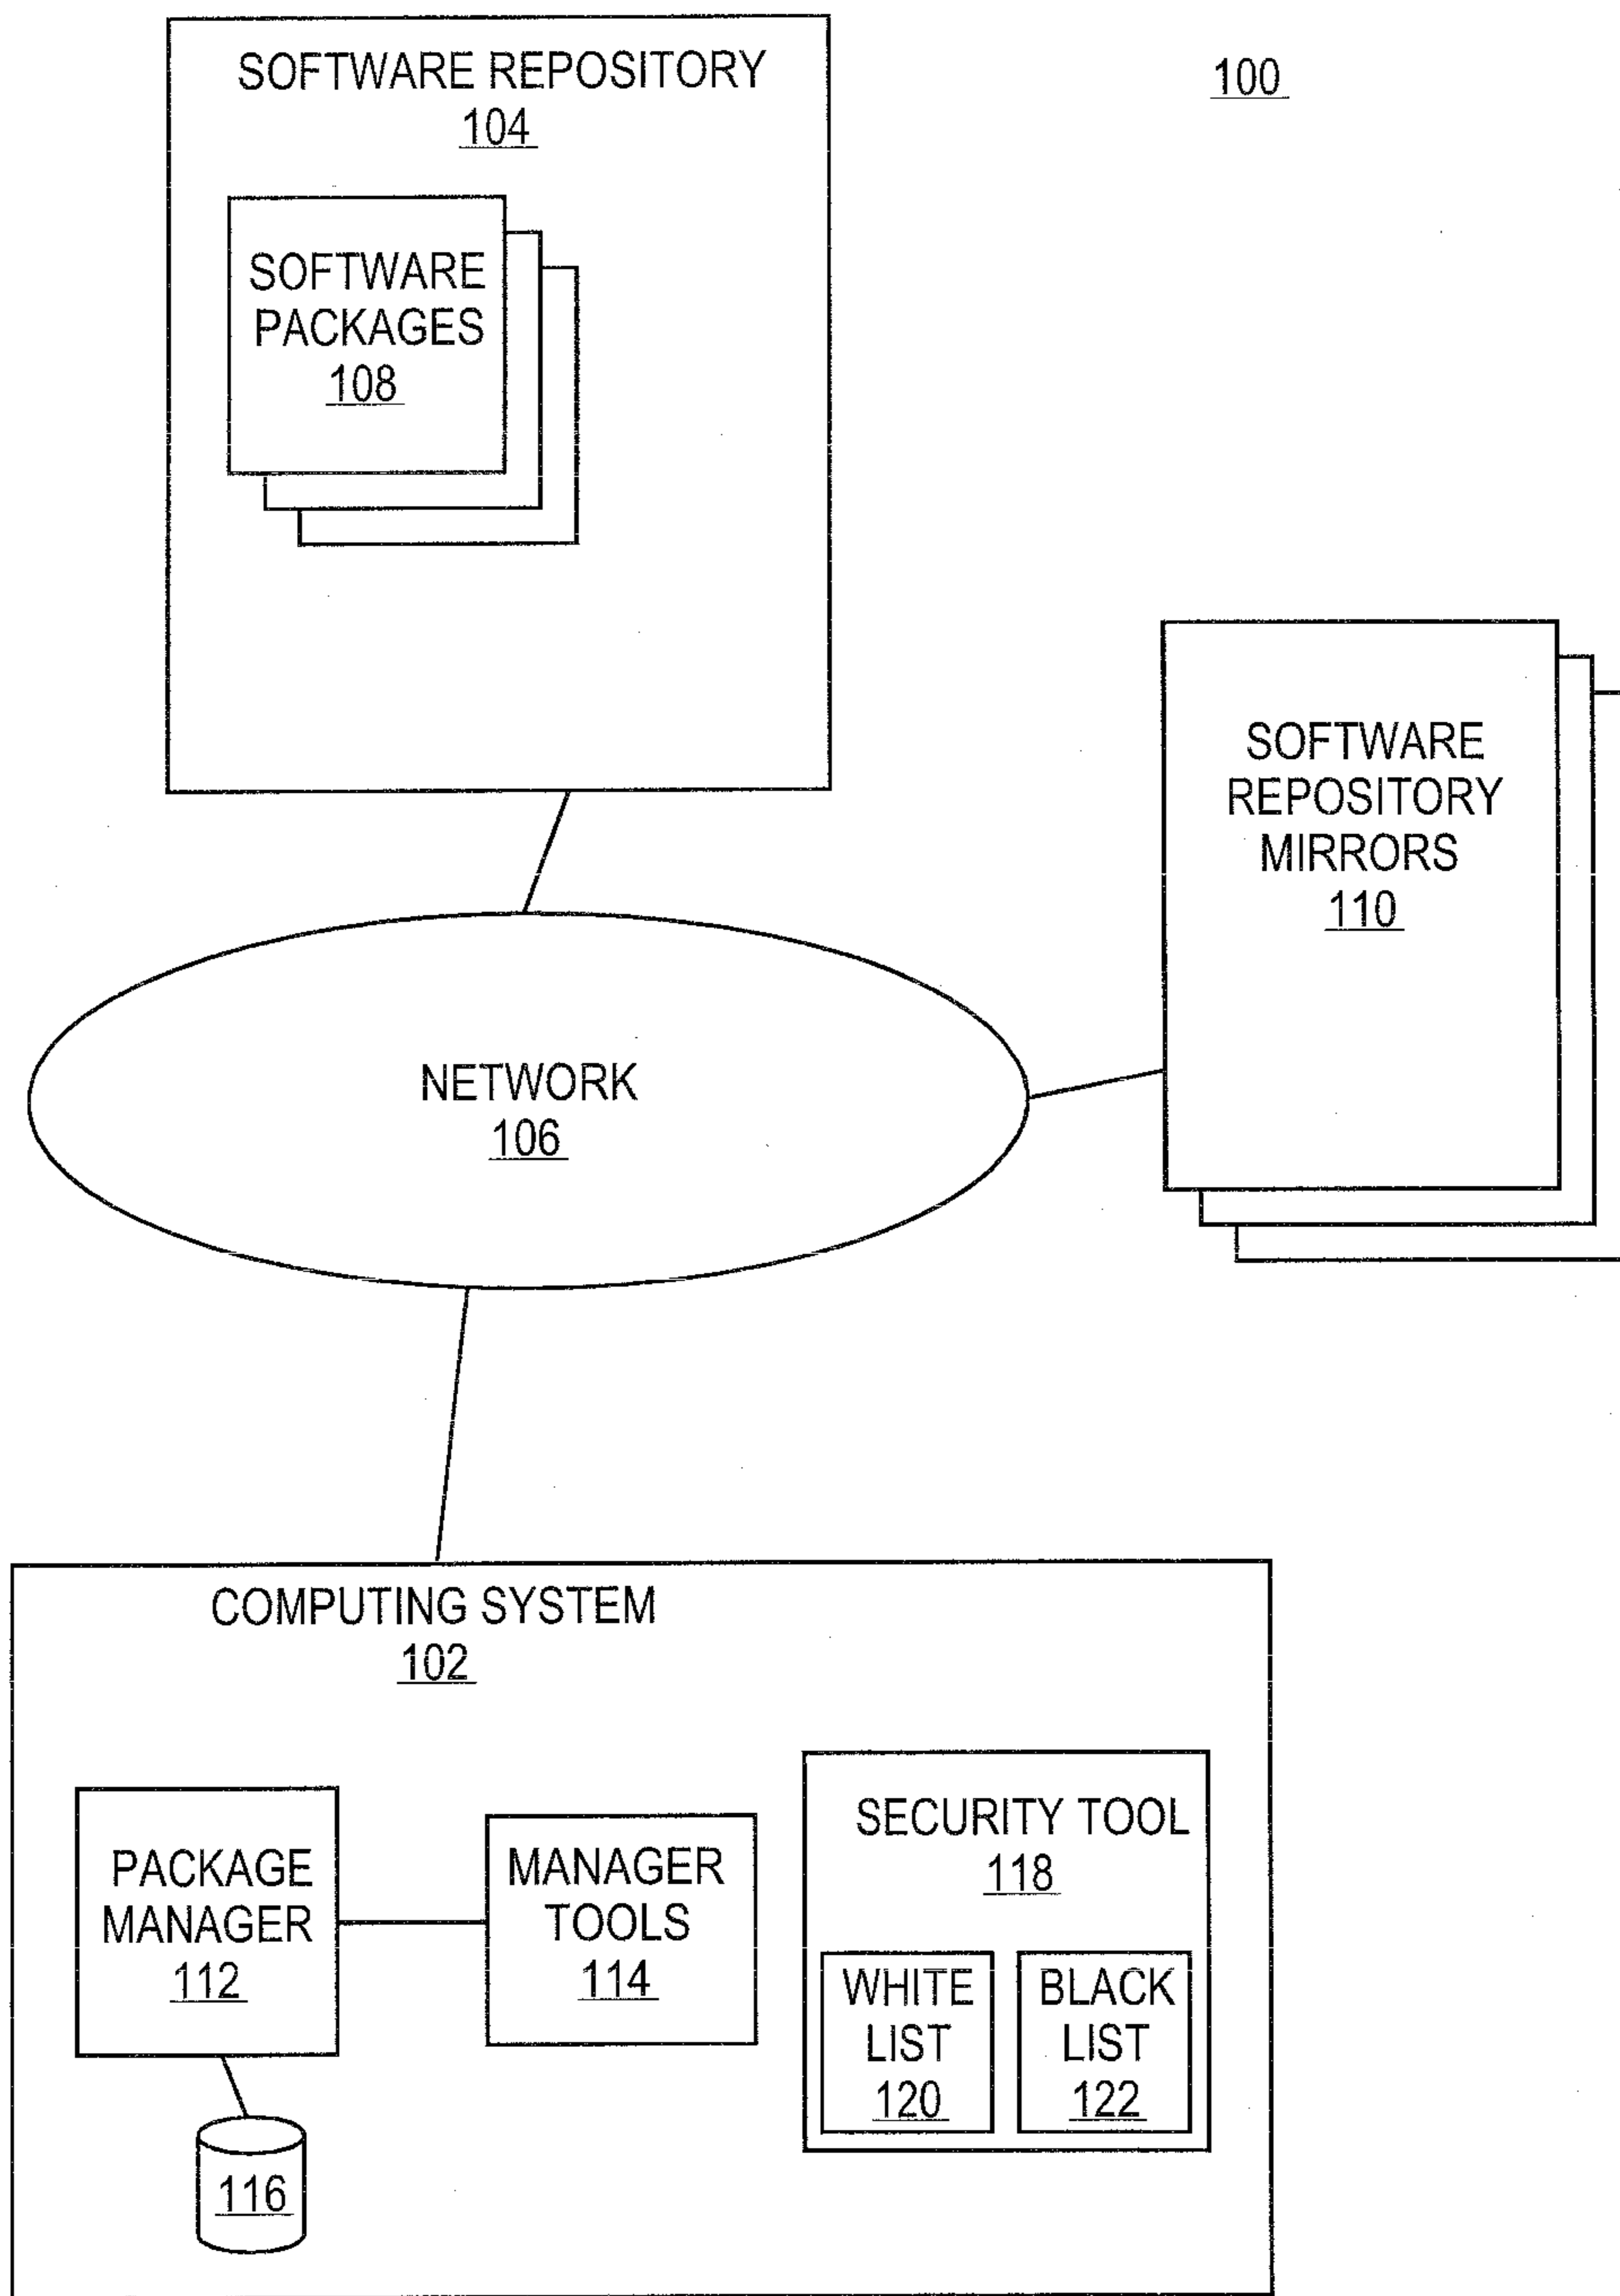 SOFTWARE REPOSITORY
104
100
SOFTWARE
PACKAGES
108
SOFTWARE
REPOSITORY
MIRRORS
110
NETWORK
106
COMPUTING SYSTEM
102
PACKAGE
MANAGER
112
MANAGER
TOOLS
114
SECURITY TOOL
118
WHITE
LIST
120
BLACK
LIST
122
116